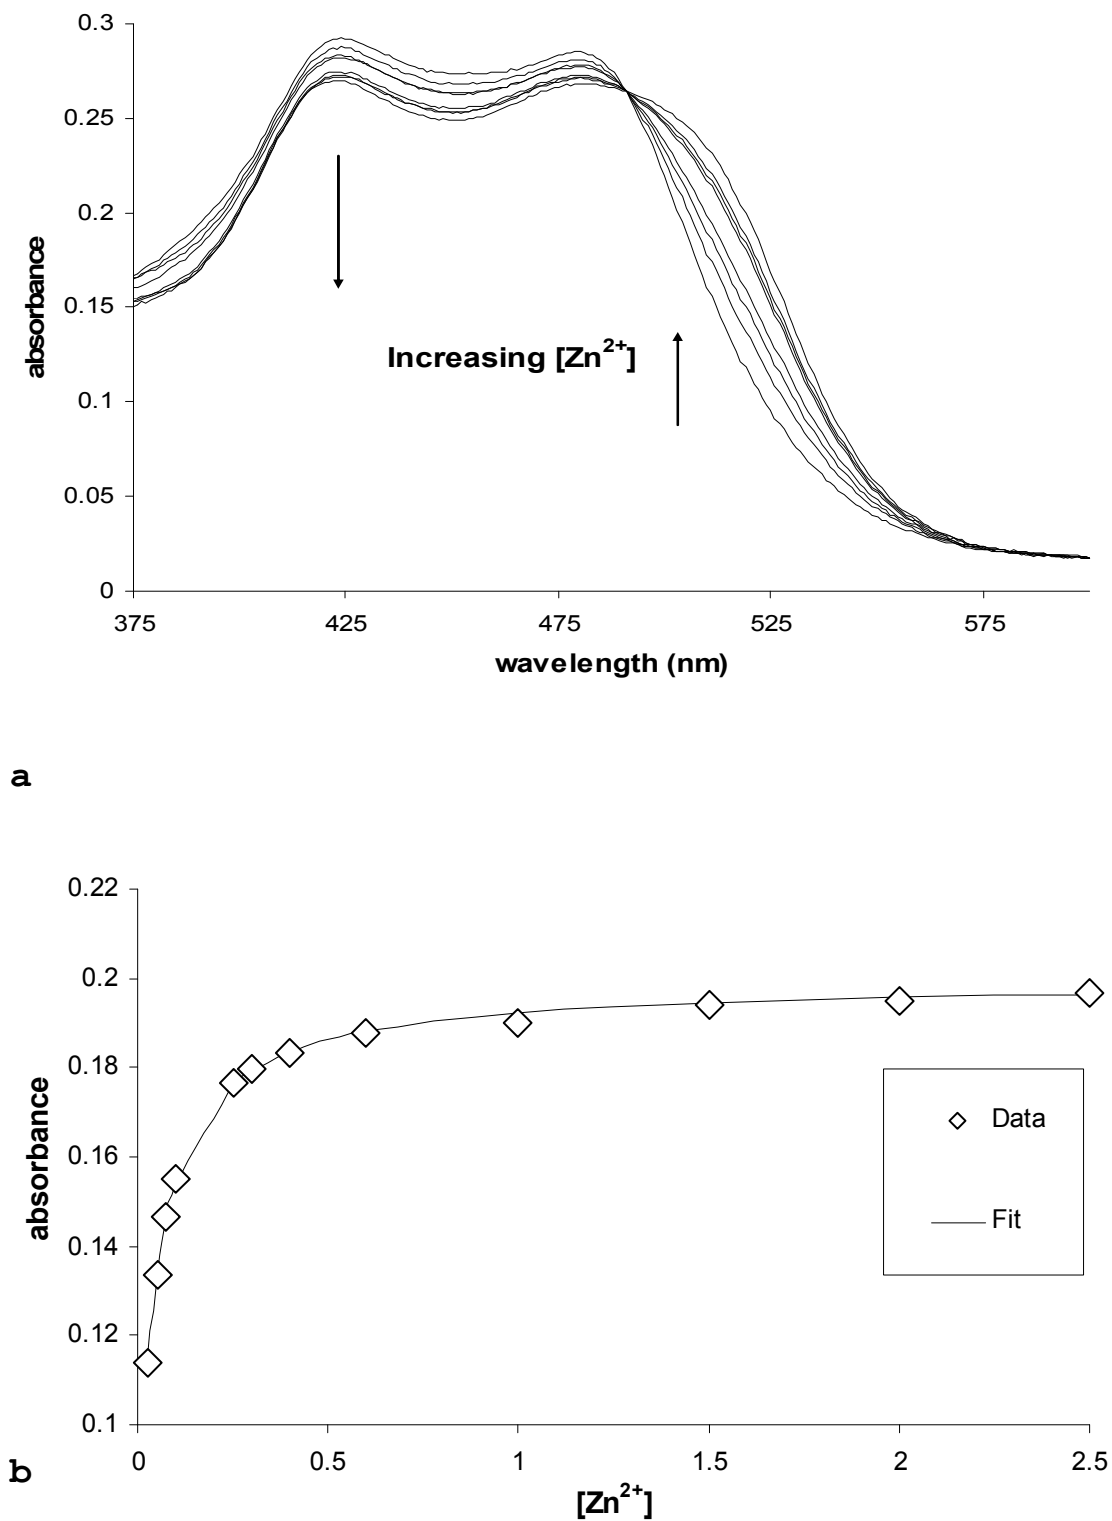 0.3
0.25
0.2
0.15
0.1
0.05
0
absorbance
Increasing [Zn2+]
375 425 475 525 575
wavelength (nm)
a
0.22
0.2
0.18
0.16
0.14
0.12
0.1
absorbance
Data
Fit
0 0.5 1 1.5 2 2.5
b
[Zn2+]